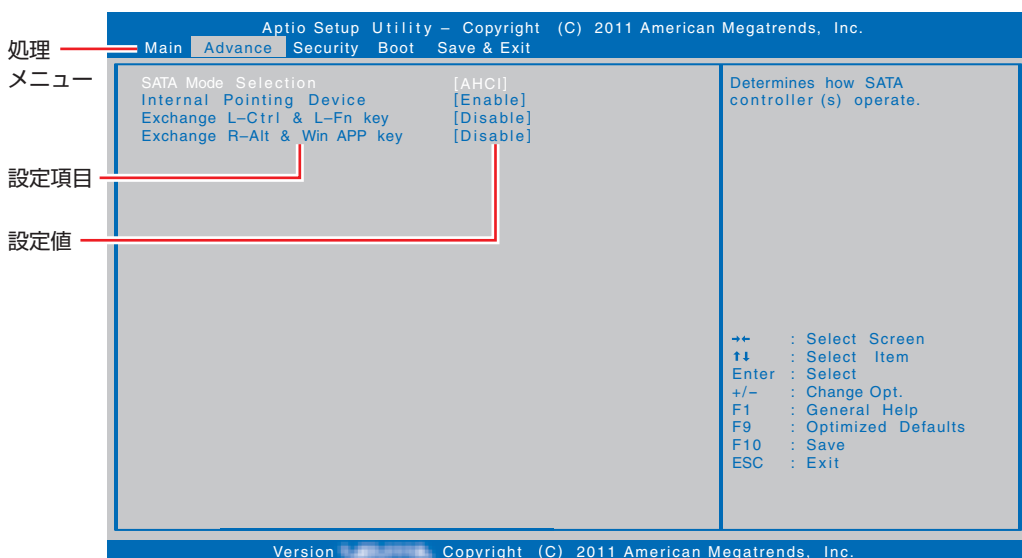 Aptio Setup Utility – Copyright (C) 2011 American Megatrends, Inc.
処理
メニュー
Main Advance Security Boot Save & Exit
SATA Mode Selection [AHCI]
Internal Pointing Device [Enable]
Exchange L–Ctrl & L–Fn key [Disable]
Exchange R–Alt & Win APP key [Disable]
Determines how SATA
controller (s) operate.
設定項目
設定値
→← : Select Screen
↑↓ : Select Item
Enter : Select
+/– : Change Opt.
F1 : General Help
F9 : Optimized Defaults
F10 : Save
ESC : Exit
Version Copyright (C) 2011 American Megatrends, Inc.